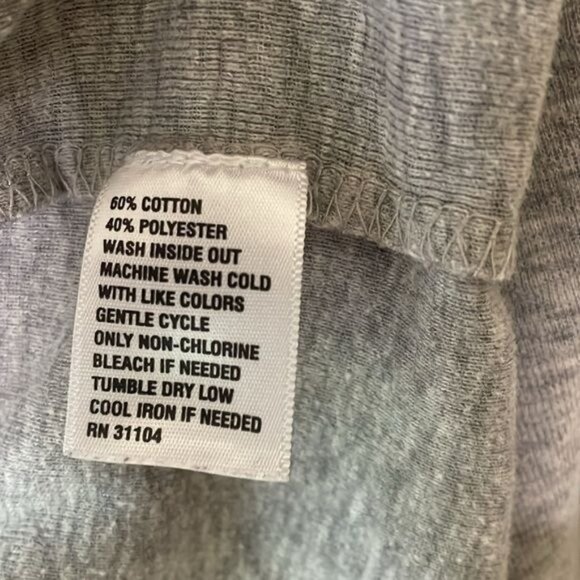 60% COTTON
40% POLYESTER
WASH INSIDE OUT
MACHINE WASH COLD
WITH LIKE COLORS
GENTLE CYCLE
ONLY NON-CHLORINE
BLEACH IF NEEDED
TUMBLE DRY LOW
COOL IRON IF NEEDED
RN 31104